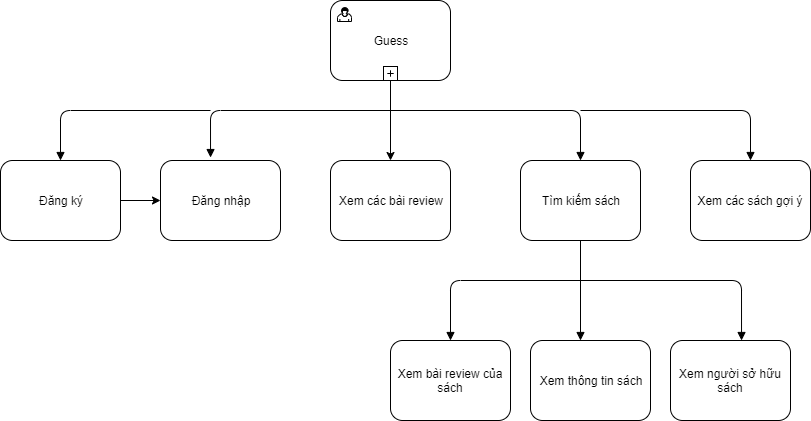 Guess
Đăng ký
Đăng nhập
Xem các bài review
Tìm kiếm sách
Xem các sách gợi ý
Xem bài review của
sách
Xem thông tin sách
Xem người sở hữu
sách